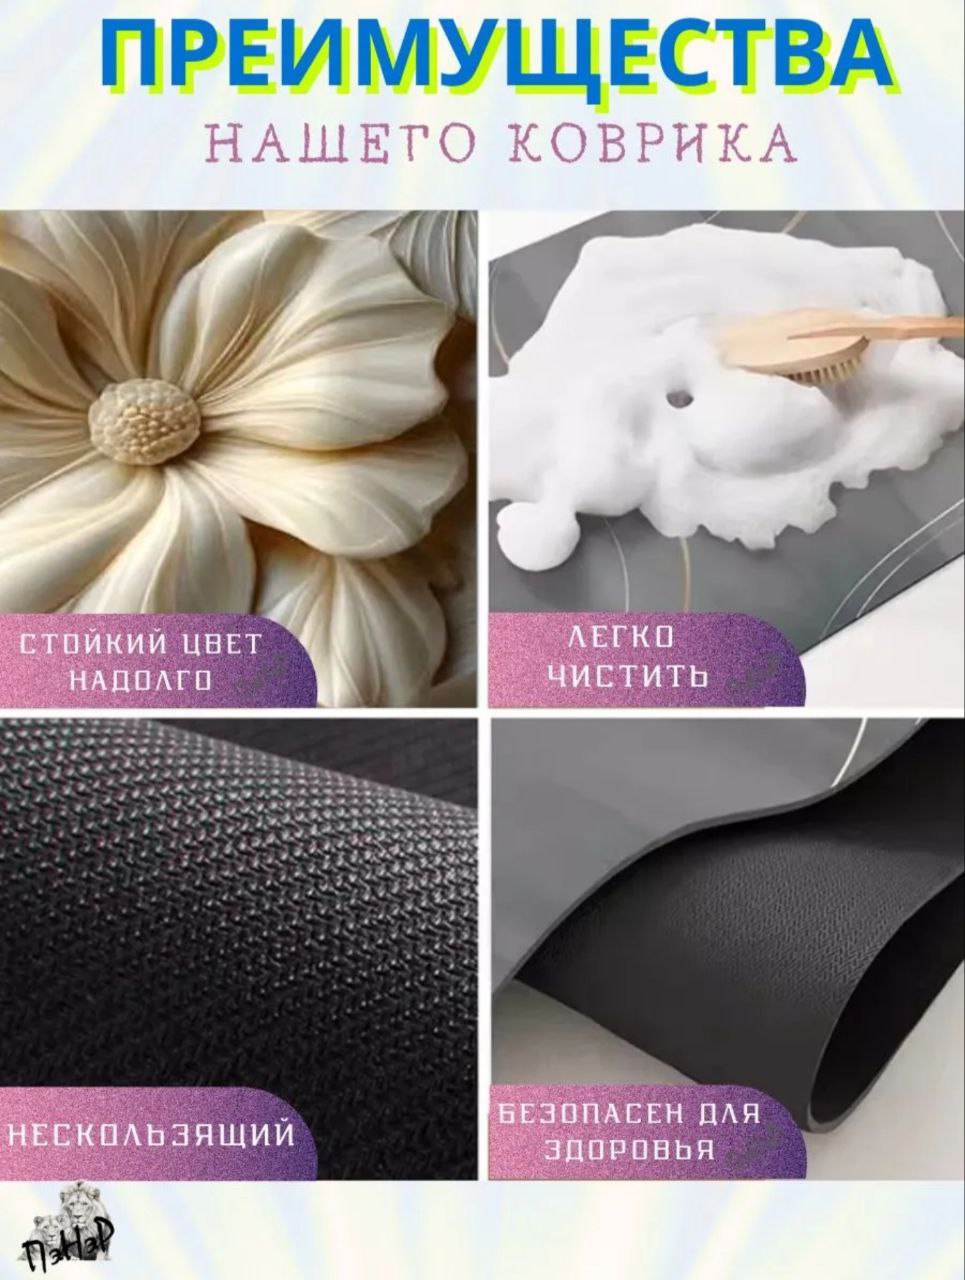 ПРЕИМУЩЕСТВА
НАШЕГО КОВРИКА
СТОЙКИЙ ЦВЕТ
НАДОЛГО
ЛЕГКО
ЧИСТИТЬ
НЕСКОЛЬЗЯЩИЙ
БЕЗОПАСЕН ДЛЯ
ЗДОРОВЬЯ
ПэНэР